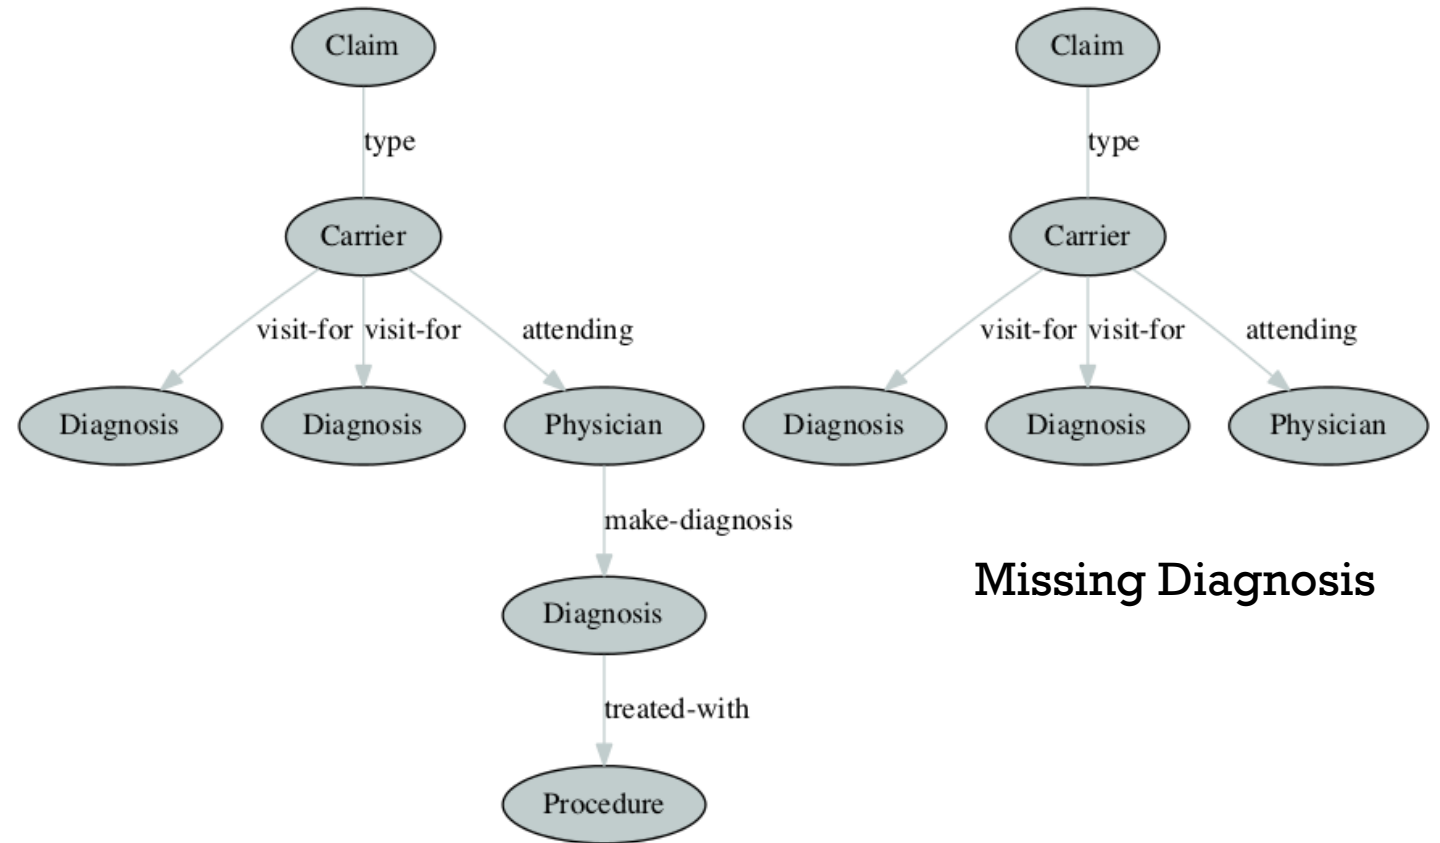 Claim
Claim
type
type
Carrier
Carrier
visit-for visit-for attending
visit-for visit-for attending
Diagnosis Diagnosis Physician
Diagnosis Diagnosis Physician
make-diagnosis
Missing Diagnosis
Diagnosis
treated-with
Procedure